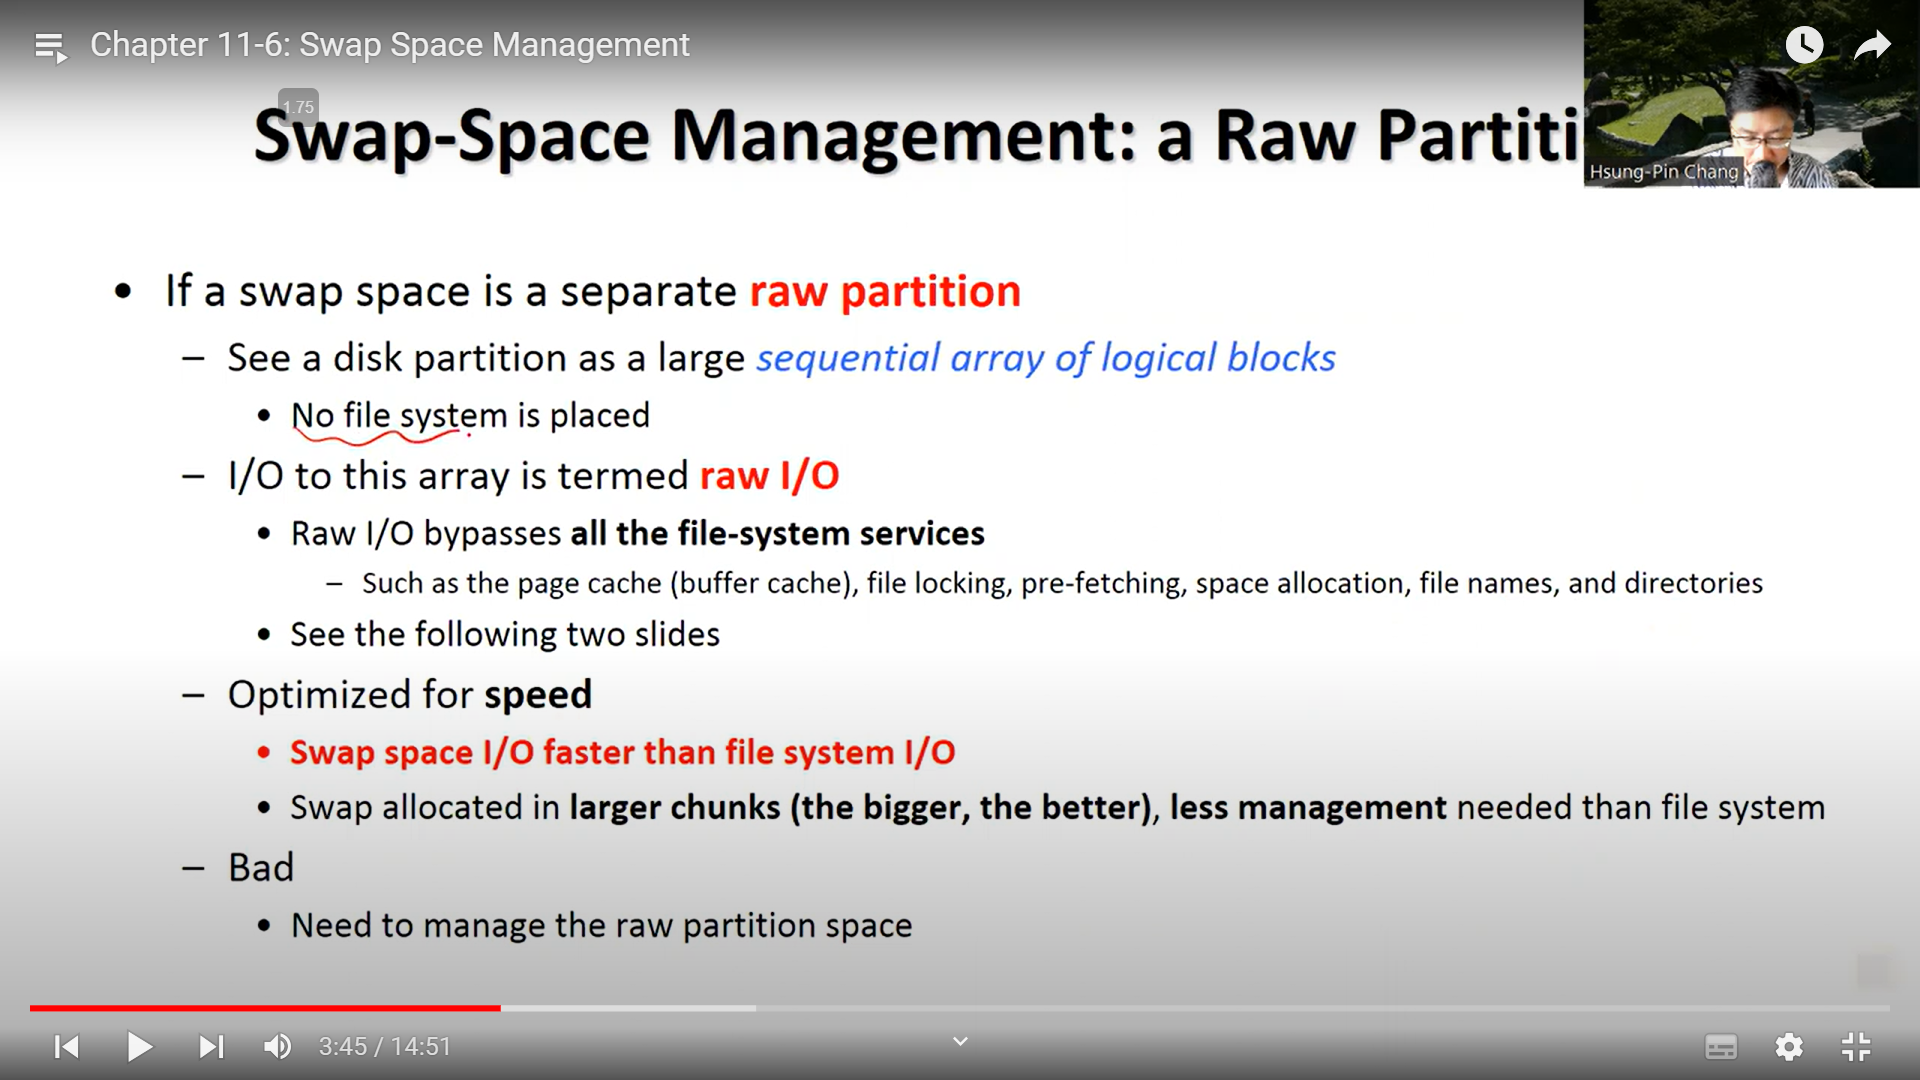 Chapter 11-6: Swap Space Management
1.75
Swap-Space Management: a Raw Partiti
Hsung-Pin Chang
• If a swap space is a separate raw partition
– See a disk partition as a large sequential array of logical blocks
• No file system is placed
– I/O to this array is termed raw I/O
• Raw I/O bypasses all the file-system services
– Such as the page cache (buffer cache), file locking, pre-fetching, space allocation, file names, and directories
• See the following two slides
– Optimized for speed
• Swap space I/O faster than file system I/O
• Swap allocated in larger chunks (the bigger, the better), less management needed than file system
– Bad
• Need to manage the raw partition space
3:45 / 14:51